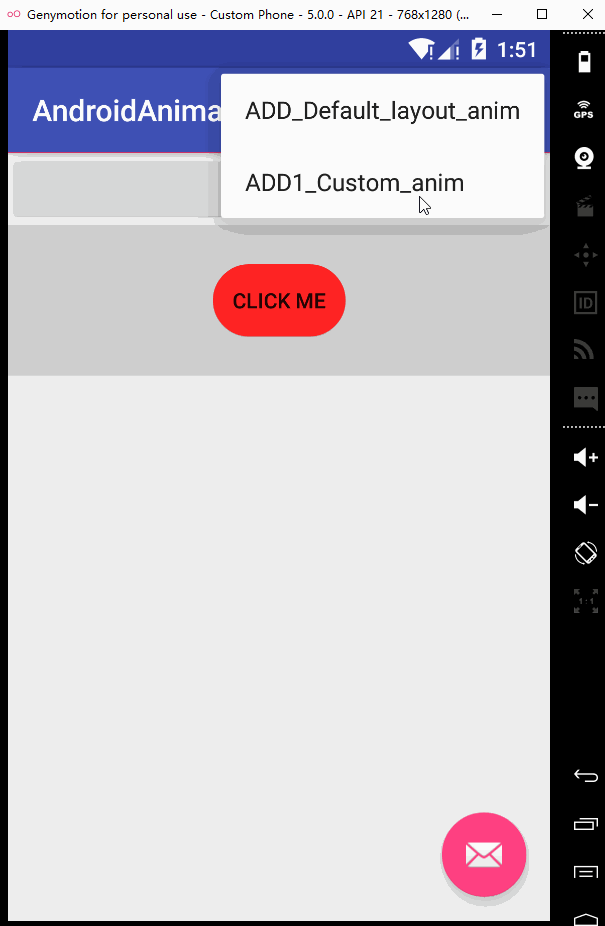 Genymotion for personal use - Custom Phone - 5.0.0 - API 21 - 768x1280 (...
1:51
AndroidAnima
ADD_Default_layout_anim
ADD1_Custom_anim
CLICK ME
GPS
ID
1:1